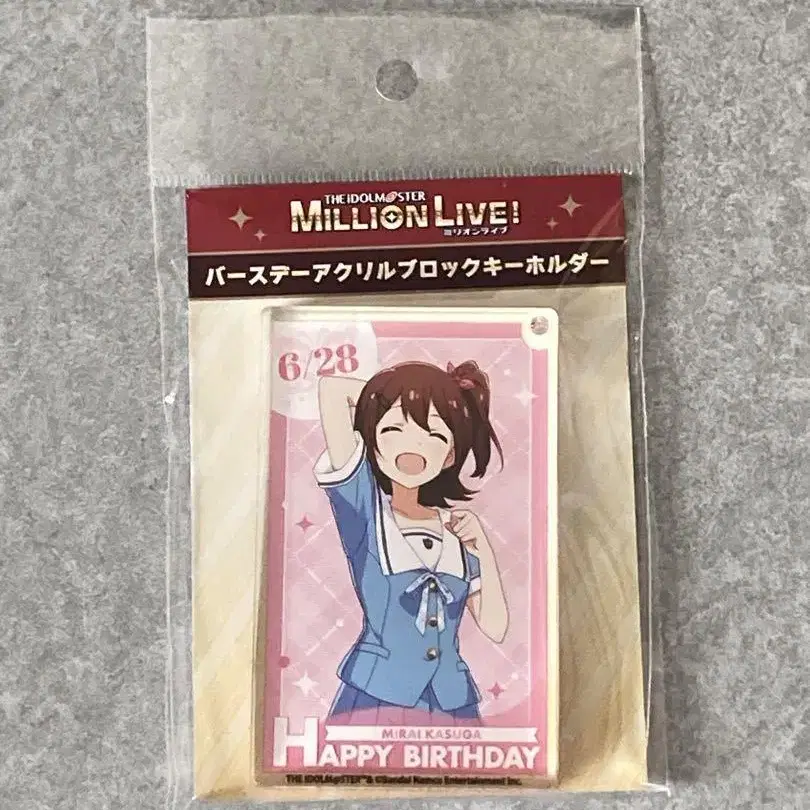 THE IDOLM@STER
MILLION LIVE!
ミリオンライブ
バースデーアクリルブロックキーホルダー
6/28
MIRAI KASUGA
HAPPY BIRTHDAY
THE IDOLM@STER™& ©Bandai Namco Entertainment Inc.